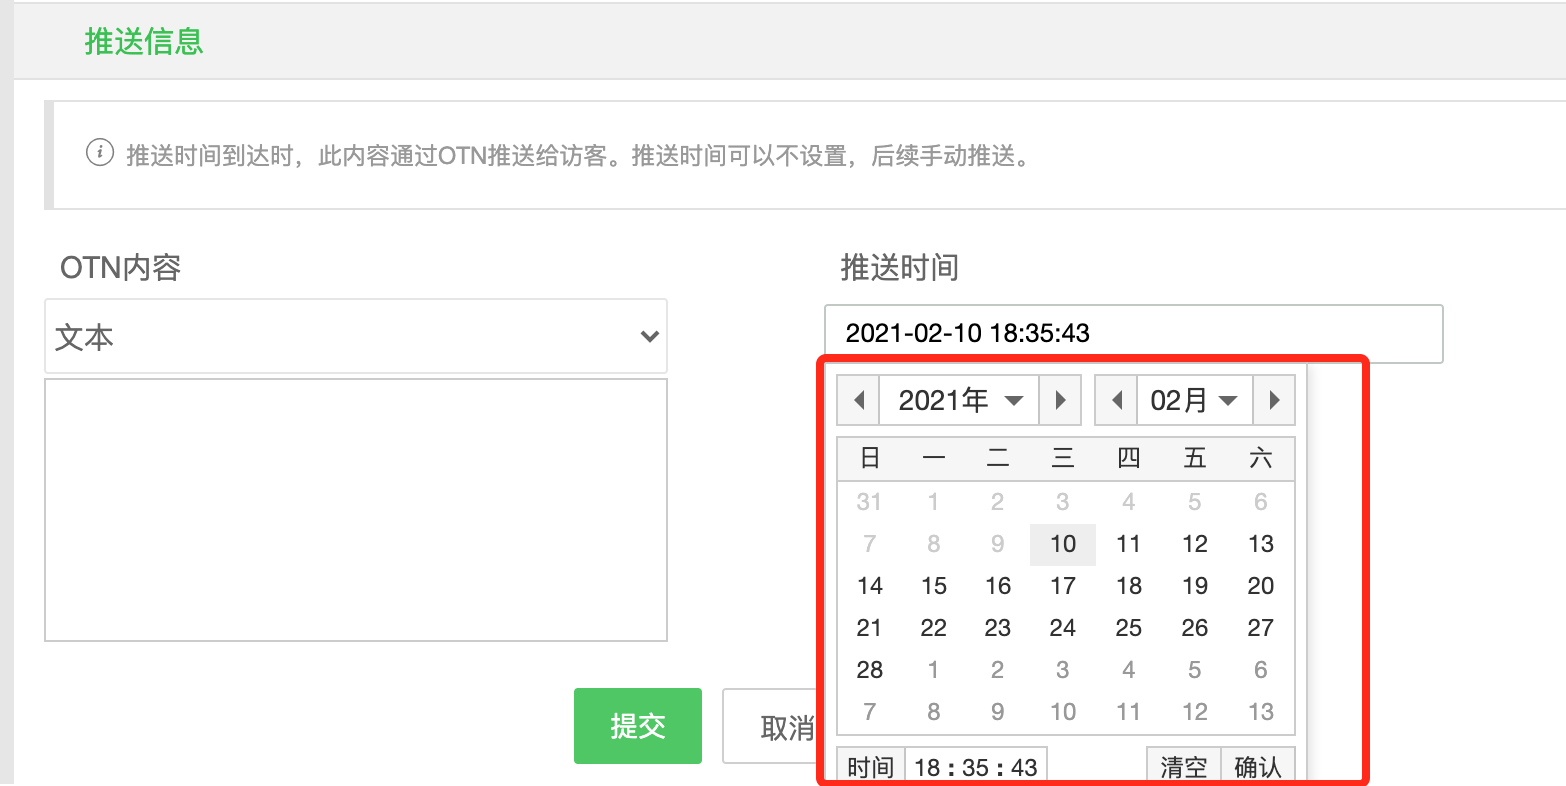 推送信息
推送时间到达时，此内容通过OTN推送给访客。推送时间可以不设置，后续手动推送。
OTN内容
推送时间
文本
2021-02-10 18:35:43
2021年 02月
日 一 二 三 四 五 六
31 1 2 3 4 5 6
7 8 9 10 11 12 13
14 15 16 17 18 19 20
21 22 23 24 25 26 27
28 1 2 3 4 5 6
7 8 9 10 11 12 13
提交 取消
时间 18 : 35 : 43 清空 确认